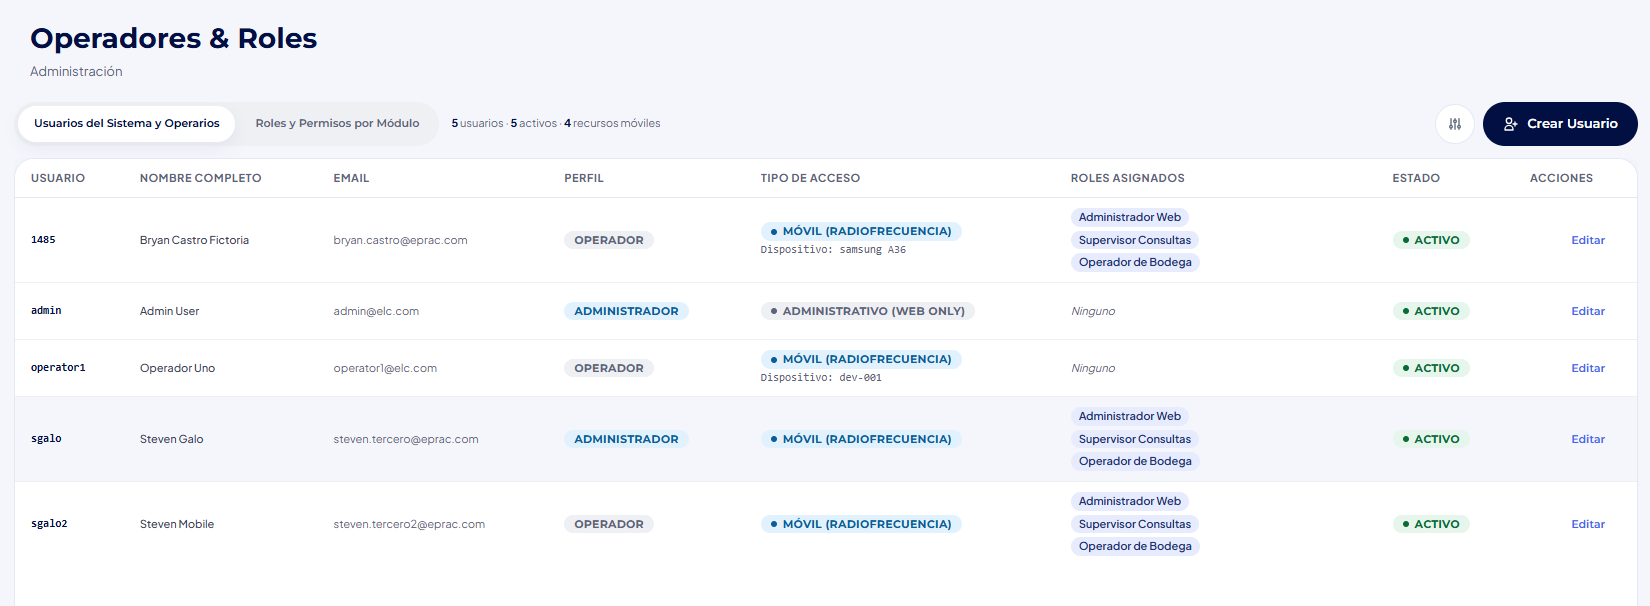 Operadores & Roles
Administración
Usuarios del Sistema y Operarios
Roles y Permisos por Módulo
5 usuarios · 5 activos · 4 recursos móviles
Crear Usuario
USUARIO NOMBRE COMPLETO EMAIL PERFIL TIPO DE ACCESO ROLES ASIGNADOS ESTADO ACCIONES
1485 Bryan Castro Fictoria bryan.castro@eprac.com OPERADOR
MÓVIL (RADIOFRECUENCIA)
Dispositivo: samsung A36
Administrador Web
Supervisor Consultas
Operador de Bodega
ACTIVO Editar
admin Admin User admin@elc.com ADMINISTRADOR ADMINISTRATIVO (WEB ONLY) Ninguno ACTIVO Editar
operator1 Operador Uno operator1@elc.com OPERADOR
MÓVIL (RADIOFRECUENCIA)
Dispositivo: dev-001
Ninguno ACTIVO Editar
sgalo Steven Galo steven.tercero@eprac.com ADMINISTRADOR MÓVIL (RADIOFRECUENCIA)
Administrador Web
Supervisor Consultas
Operador de Bodega
ACTIVO Editar
sgalo2 Steven Mobile steven.tercero2@eprac.com OPERADOR MÓVIL (RADIOFRECUENCIA)
Administrador Web
Supervisor Consultas
Operador de Bodega
ACTIVO Editar